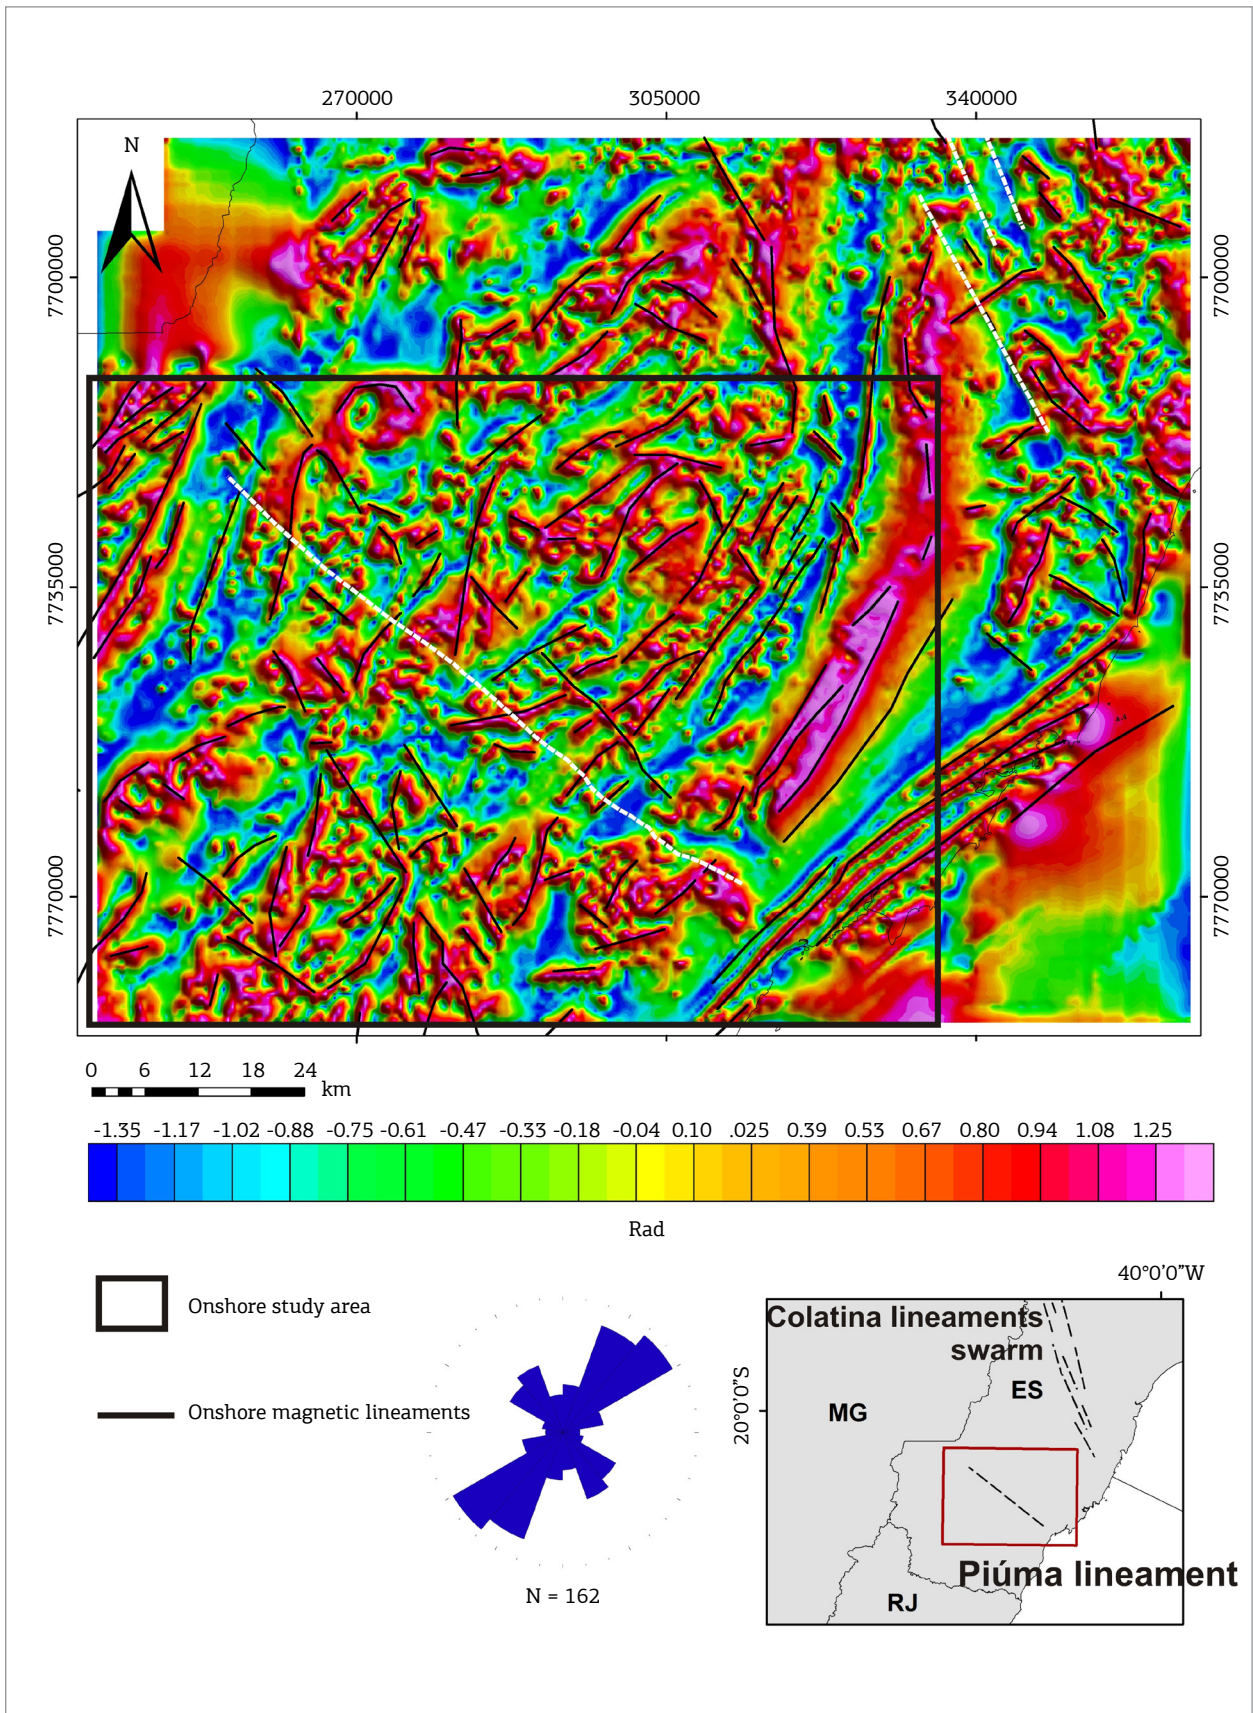 270000 305000 340000
N
7700000 7700000
7735000 7735000
7770000 7770000
0 6 12 18 24
km
-1.35 -1.17 -1.02 -0.88 -0.75 -0.61 -0.47 -0.55 -0.18 -0.04 0.10 .025 0.39 0.55 0.67 0.80 0.94 1.08 1.25
Rad
Onshore study area
Onshore magnetic lineaments
N = 162
40°0'0"W
20°0'0"S
Colatina lineaments
swarm
ES
MG
Piúma lineament
RJ